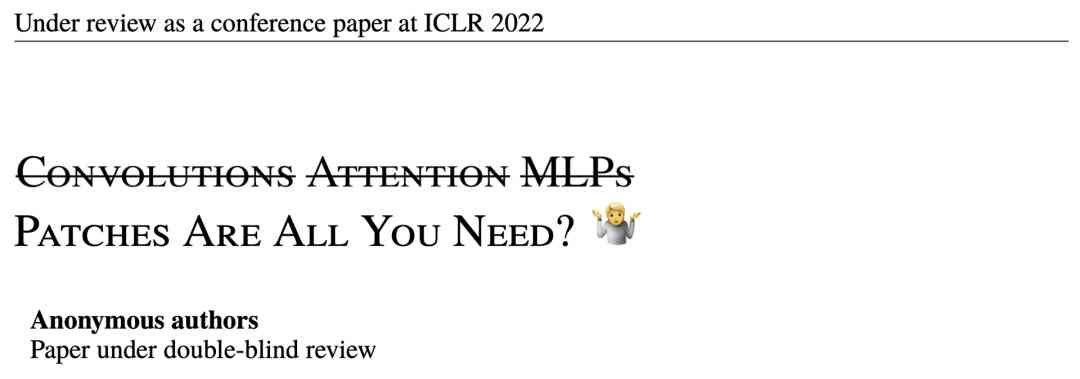 Under review as a conference paper at ICLR 2022
Convolutions Attention MLPs
Patches Are All You Need? 🤷
Anonymous authors
Paper under double-blind review